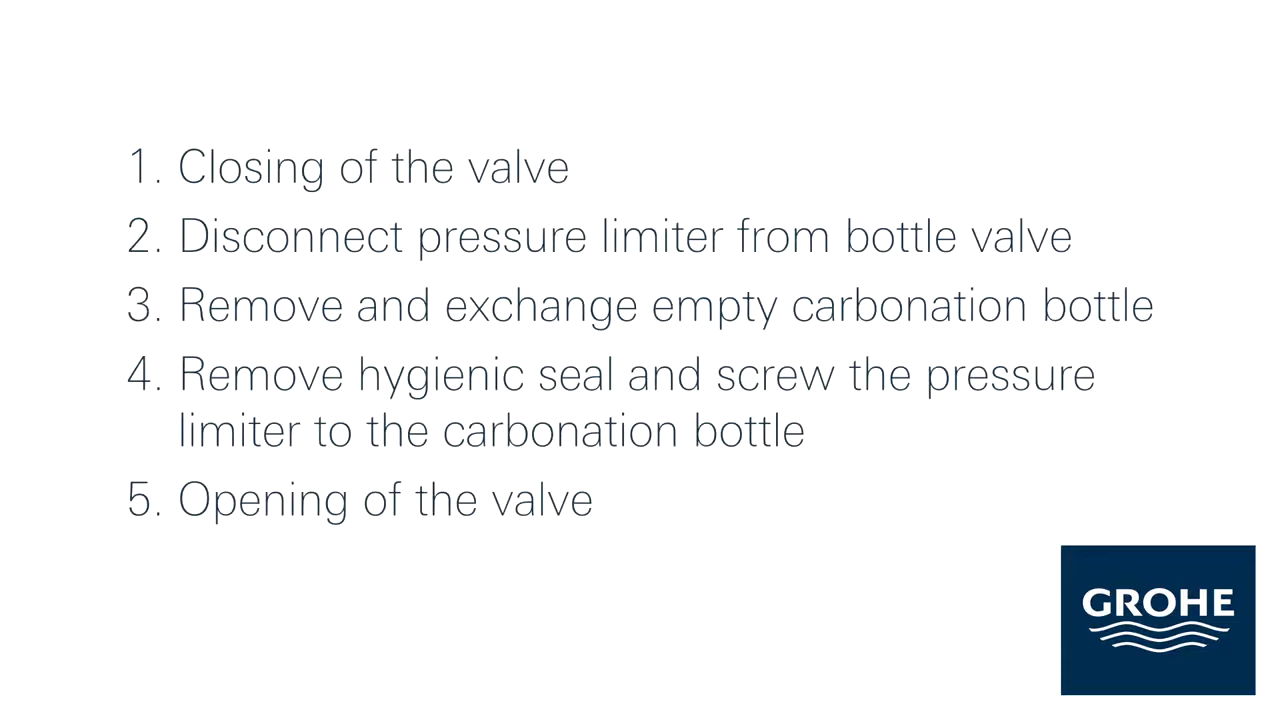 1. Closing of the valve
2. Disconnect pressure limiter from bottle valve
3. Remove and exchange empty carbonation bottle
4. Remove hygienic seal and screw the pressure
limiter to the carbonation bottle
5. Opening of the valve
GROHE